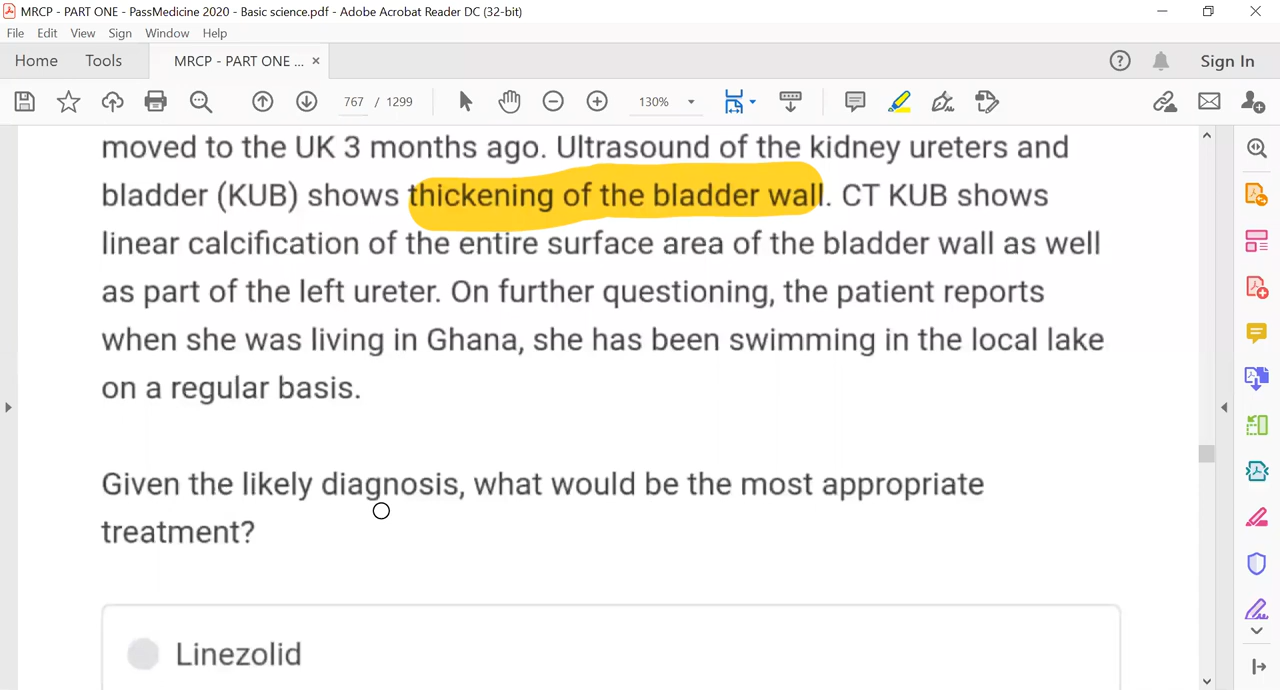 MRCP - PART ONE - PassMedicine 2020 - Basic science.pdf - Adobe Acrobat Reader DC (32-bit)
File Edit View Sign Window Help
Home Tools MRCP - PART ONE ... × Sign In
767 / 1299 130%
moved to the UK 3 months ago. Ultrasound of the kidney ureters and
bladder (KUB) shows thickening of the bladder wall. CT KUB shows
linear calcification of the entire surface area of the bladder wall as well
as part of the left ureter. On further questioning, the patient reports
when she was living in Ghana, she has been swimming in the local lake
on a regular basis.
Given the likely diagnosis, what would be the most appropriate
treatment?
Linezolid